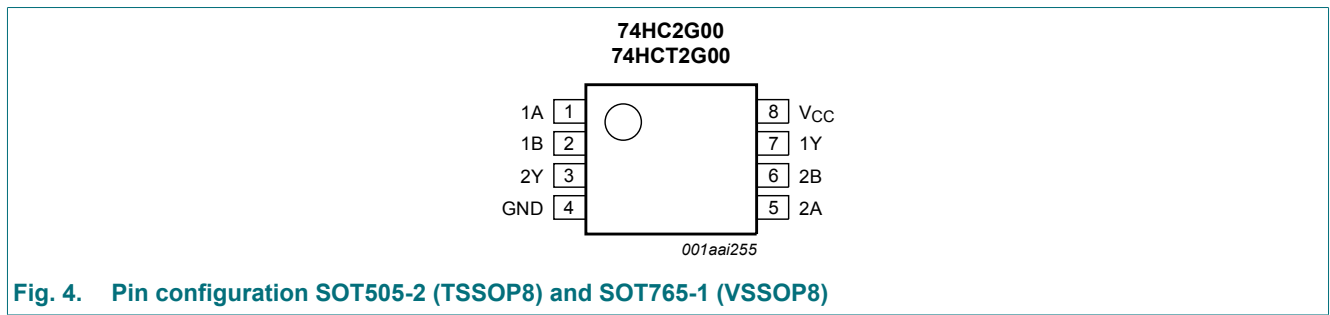 74HC2G00
74HCT2G00
1A 1 8 VCC
1B 2 7 1Y
2Y 3 6 2B
GND 4 5 2A
001aai255
Fig. 4. Pin configuration SOT505-2 (TSSOP8) and SOT765-1 (VSSOP8)